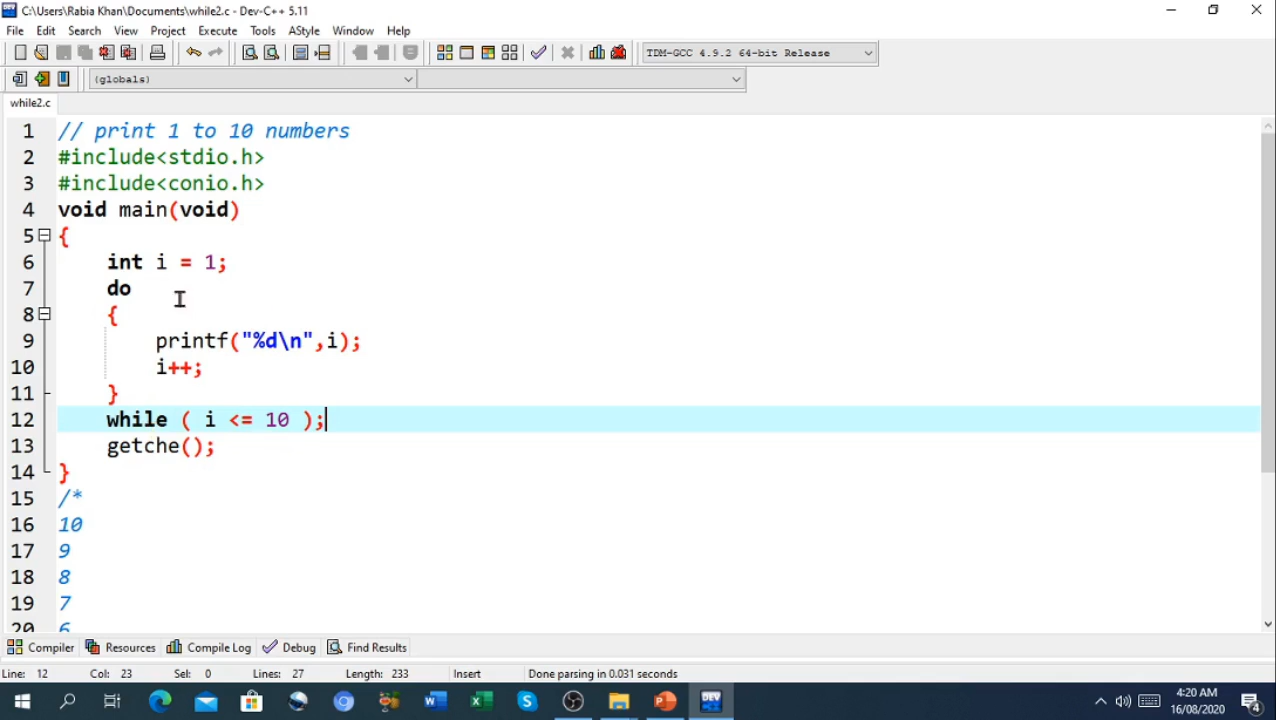 C:\Users\Rabia Khan\Documents\while2.c - Dev-C++ 5.11
File Edit Search View Project Execute Tools AStyle Window Help
TDM-GCC 4.9.2 64-bit Release
(globals)
while2.c
1 // print 1 to 10 numbers
2 #include<stdio.h>
3 #include<conio.h>
4 void main(void)
5 {
6 int i = 1;
7 do
8 {
9 printf("%d\n",i);
10 i++;
11 }
12 while ( i <= 10 );
13 getche();
14 }
15 /*
16 10
17 9
18 8
19 7
20 6
Compiler Resources Compile Log Debug Find Results
Line: 12 Col: 23 Sel: 0 Lines: 27 Length: 233 Insert Done parsing in 0.031 seconds
4:20 AM
16/08/2020
4